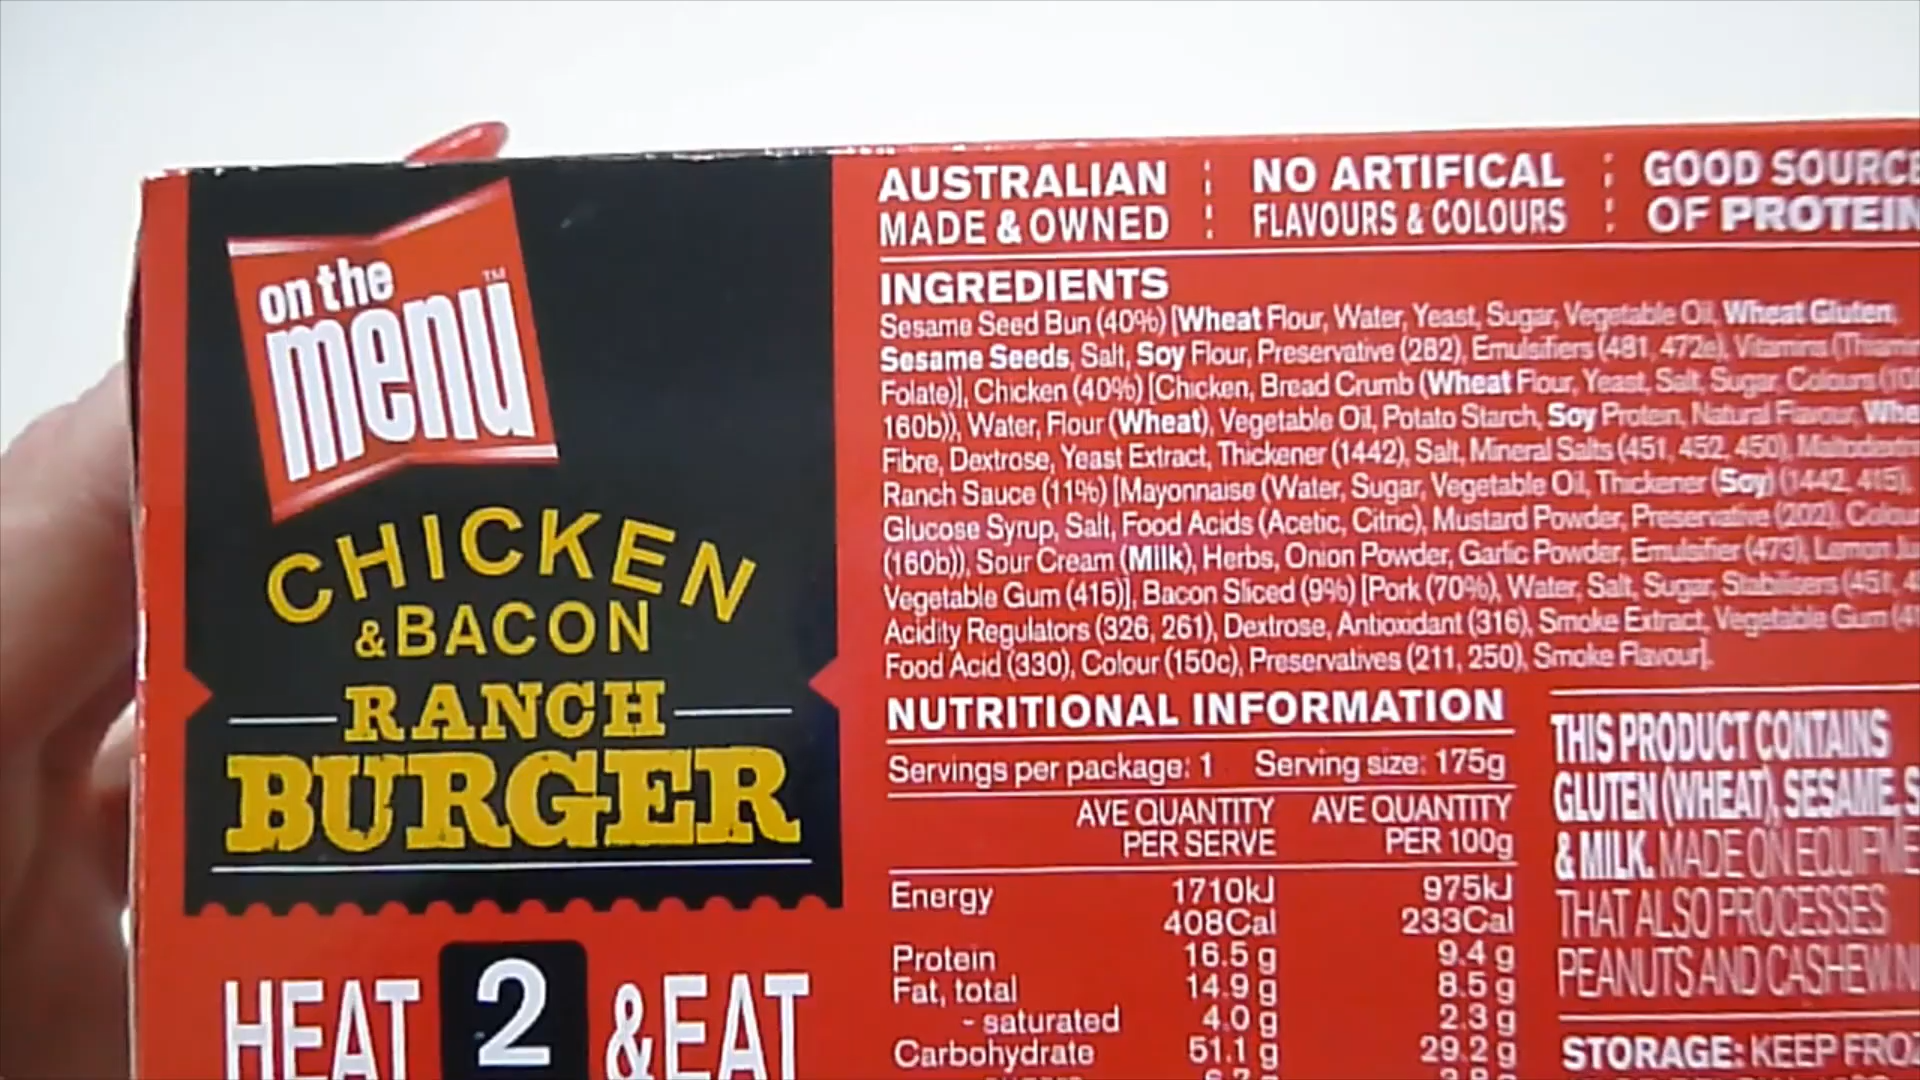 on the
menu™
CHICKEN
& BACON
RANCH
BURGER
HEAT 2 & EAT
AUSTRALIAN
MADE & OWNED
NO ARTIFICAL
FLAVOURS & COLOURS
GOOD SOURCE
OF PROTEIN
INGREDIENTS
Sesame Seed Bun (40%) [Wheat Flour, Water, Yeast, Sugar, Vegetable Oil, Wheat Gluten,
Sesame Seeds, Salt, Soy Flour, Preservative (282), Emulsifiers (481, 472e), Vitamins
Folate)], Chicken (40%) [Chicken, Bread Crumb (Wheat Flour, Yeast, Salt, Sugar, Colours
160b)), Water, Flour (Wheat), Vegetable Oil, Potato Starch, Soy Protein, Natural Flavour,
Fibre, Dextrose, Yeast Extract, Thickener (1442), Salt, Mineral Salts (451, 452, 450),
Ranch Sauce (11%) [Mayonnaise (Water, Sugar, Vegetable Oil, Thickener (Soy) (1442, 415),
Glucose Syrup, Salt, Food Acids (Acetic, Citric), Mustard Powder, Preservative (202),
(160b)), Sour Cream (Milk), Herbs, Onion Powder, Garlic Powder, Emulsifier (473), Lemon
Vegetable Gum (415)], Bacon Sliced (9%) [Pork (70%), Water, Salt, Sugar, Stabilisers (451,
Acidity Regulators (326, 261), Dextrose, Antioxidant (316), Smoke Extract, Vegetable Gum
Food Acid (330), Colour (150c), Preservatives (211, 250), Smoke Flavour].
NUTRITIONAL INFORMATION
Servings per package: 1 Serving size: 175g
AVE QUANTITY AVE QUANTITY
PER SERVE PER 100g
Energy 1710kJ 975kJ
408Cal 233Cal
Protein 16.5 g 9.4 g
Fat, total 14.9 g 8.5 g
- saturated 4.0 g 2.3 g
Carbohydrate 51.1 g 29.2 g
THIS PRODUCT CONTAINS
GLUTEN (WHEAT), SESAME,
& MILK. MADE ON
THAT ALSO PROCESSES
PEANUTS AND
STORAGE: KEEP